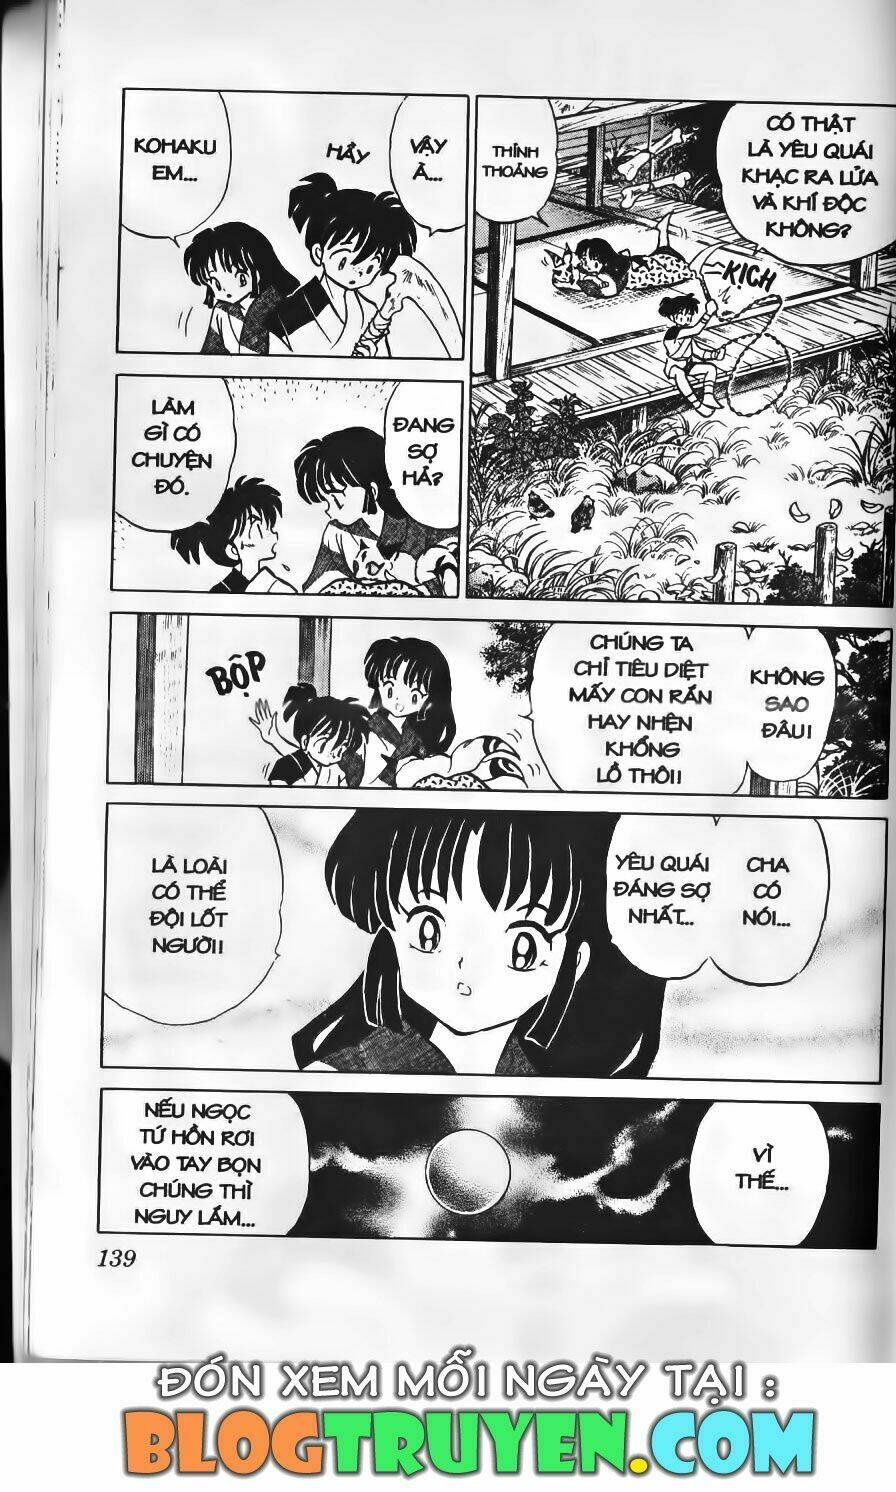 CÓ THẬT
LÀ YÊU QUÁI
KHẠC RA LỬA
VÀ KHÍ ĐỘC
KHÔNG?
THỈNH
THOẢNG
KỊCH
VẬY
À...
HẦY
KOHAKU
EM...
ĐANG
SỢ
HẢ?
LÀM
GÌ CÓ
CHUYỆN
ĐÓ.
KHÔNG
SAO
ĐÂU!
CHÚNG TA
CHỈ TIÊU DIỆT
MẤY CON RẮN
HAY NHỆN
KHỔNG
LỒ THÔI!!
BỘP
CHA
CÓ
NÓI...
YÊU QUÁI
ĐÁNG SỢ
NHẤT...
LÀ LOÀI
CÓ THỂ
ĐỘI LỐT
NGƯỜI!!
VÌ
THẾ...
NẾU NGỌC
TỨ HỒN RƠI
VÀO TAY BỌN
CHÚNG THÌ
NGUY LẮM...
139
ĐÓN XEM MỖI NGÀY TẠI :
BLOGTRUYEN.COM